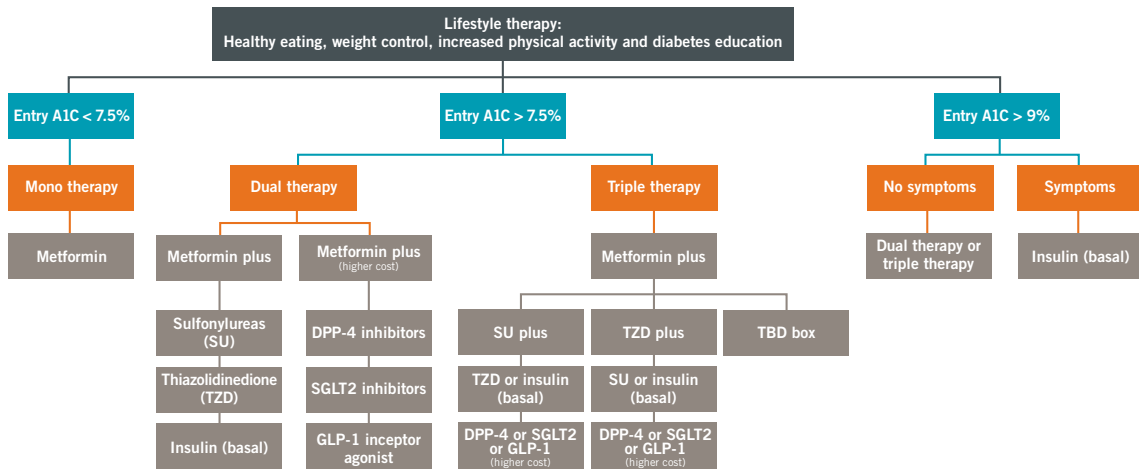 Lifestyle therapy:
Healthy eating, weight control, increased physical activity and diabetes education
Entry A1C < 7.5%
Entry A1C > 7.5%
Entry A1C > 9%
Mono therapy
Dual therapy
Triple therapy
No symptoms
Symptoms
Metformin
Metformin plus
Metformin plus
(higher cost)
Metformin plus
Dual therapy or
triple therapy
Insulin (basal)
Sulfonylureas
(SU)
DPP-4 inhibitors
SU plus
TZD plus
TBD box
Thiazolidinedione
(TZD)
SGLT2 inhibitors
TZD or insulin
(basal)
SU or insulin
(basal)
Insulin (basal)
GLP-1 inceptor
agonist
DPP-4 or SGLT2
or GLP-1
(higher cost)
DPP-4 or SGLT2
or GLP-1
(higher cost)